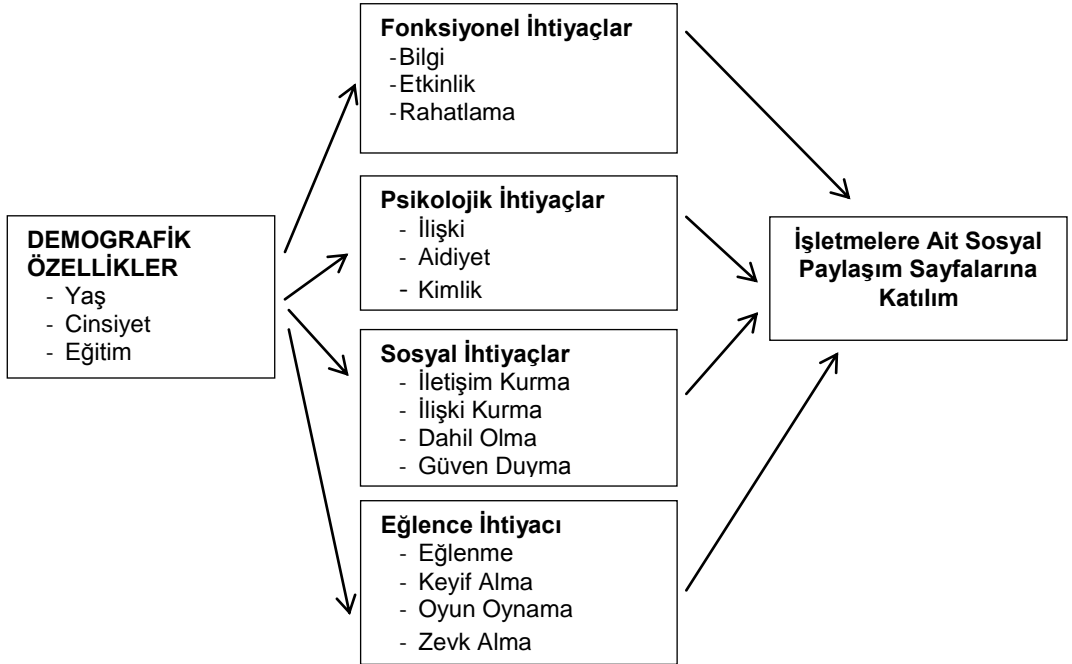 Fonksiyonel İhtiyaçlar
-Bilgi
-Etkinlik
-Rahatlama
Psikolojik İhtiyaçlar
- İlişki
- Aidiyet
- Kimlik
DEMOGRAFİK
ÖZELLİKLER
- Yaş
- Cinsiyet
- Eğitim
İşletmelere Ait Sosyal
Paylaşım Sayfalarına
Katılım
Sosyal İhtiyaçlar
- İletişim Kurma
- İlişki Kurma
- Dahil Olma
- Güven Duyma
Eğlence İhtiyacı
- Eğlenme
- Keyif Alma
- Oyun Oynama
- Zevk Alma